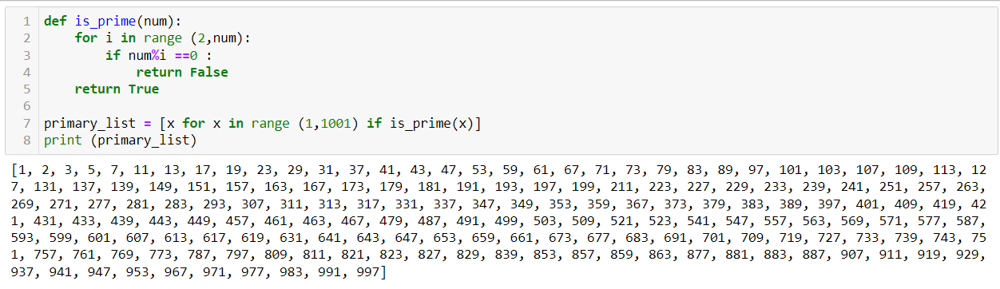 1 def is_prime(num):
2     for i in range (2,num):
3         if num%i ==0 :
4             return False
5     return True
6
7 primary_list = [x for x in range (1,1001) if is_prime(x)]
8 print (primary_list)
[1, 2, 3, 5, 7, 11, 13, 17, 19, 23, 29, 31, 37, 41, 43, 47, 53, 59, 61, 67, 71, 73, 79, 83, 89, 97, 101, 103, 107, 109, 113, 12
7, 131, 137, 139, 149, 151, 157, 163, 167, 173, 179, 181, 191, 193, 197, 199, 211, 223, 227, 229, 233, 239, 241, 251, 257, 263,
269, 271, 277, 281, 283, 293, 307, 311, 313, 317, 331, 337, 347, 349, 353, 359, 367, 373, 379, 383, 389, 397, 401, 409, 419, 42
1, 431, 433, 439, 443, 449, 457, 461, 463, 467, 479, 487, 491, 499, 503, 509, 521, 523, 541, 547, 557, 563, 569, 571, 577, 587,
593, 599, 601, 607, 613, 617, 619, 631, 641, 643, 647, 653, 659, 661, 673, 677, 683, 691, 701, 709, 719, 727, 733, 739, 743, 75
1, 757, 761, 769, 773, 787, 797, 809, 811, 821, 823, 827, 829, 839, 853, 857, 859, 863, 877, 881, 883, 887, 907, 911, 919, 929,
937, 941, 947, 953, 967, 971, 977, 983, 991, 997]